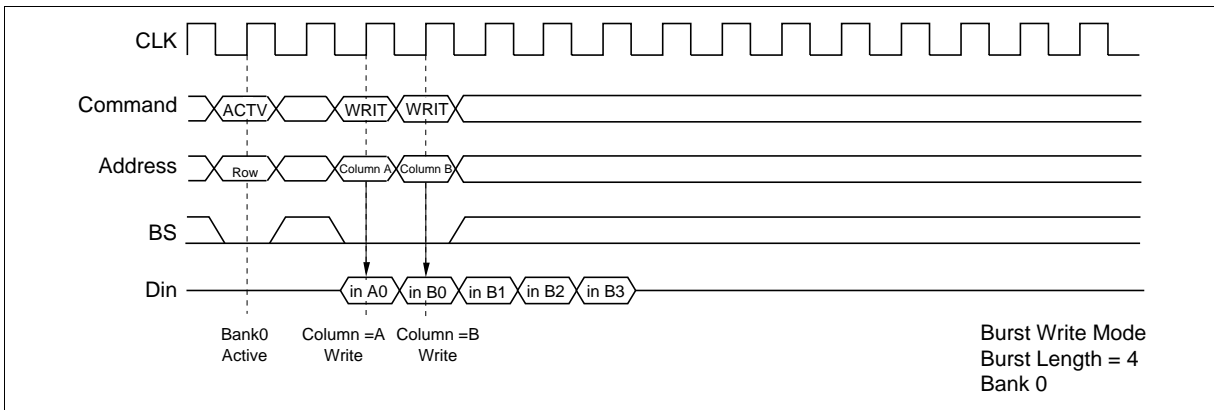 CLK
Command ACTV WRIT WRIT
Address Row Column A Column B
BS
Din in A0 in B0 in B1 in B2 in B3
Bank0 Column =A Column =B
Active Write Write
Burst Write Mode
Burst Length = 4
Bank 0